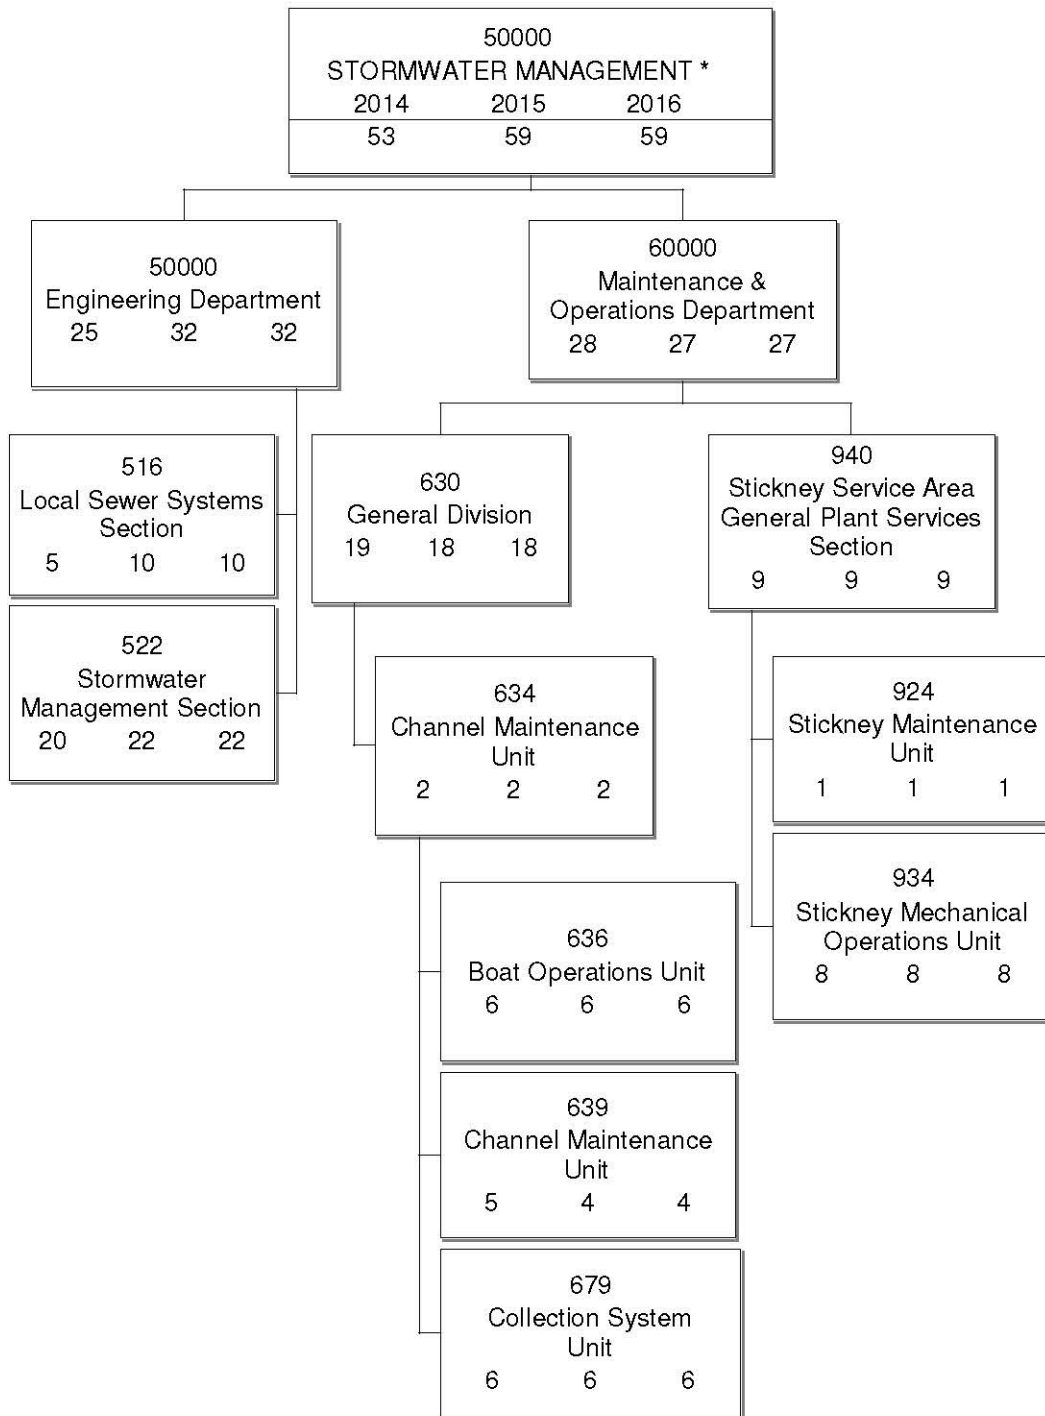 50000
STORMWATER MANAGEMENT *
2014 2015 2016
53 59 59
50000
Engineering Department
25 32 32
60000
Maintenance &
Operations Department
28 27 27
516
Local Sewer Systems
Section
5 10 10
522
Stormwater
Management Section
20 22 22
630
General Division
19 18 18
634
Channel Maintenance
Unit
2 2 2
636
Boat Operations Unit
6 6 6
639
Channel Maintenance
Unit
5 4 4
679
Collection System
Unit
6 6 6
940
Stickney Service Area
General Plant Services
Section
9 9 9
924
Stickney Maintenance
Unit
1 1 1
934
Stickney Mechanical
Operations Unit
8 8 8